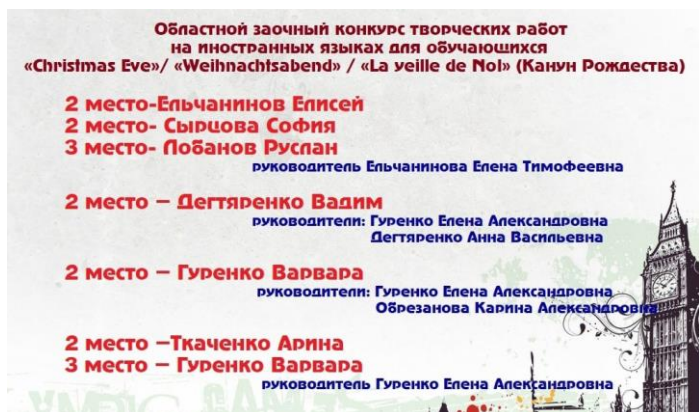 Областной заочный конкурс творческих работ
на иностранных языках для обучающихся
«Christmas Eve»/ «Weihnachtsabend» / «La veille de Nol» (Канун Рождества)
2 место-Ельчанинов Елисей
2 место- Сырцова София
3 место- Лобанов Руслан
руководитель Ельчанинова Елена Тимофеевна
2 место – Дегтяренко Вадим
руководители: Гуренко Елена Александровна
Дегтяренко Анна Васильевна
2 место – Гуренко Варвара
руководители: Гуренко Елена Александровна
Обрезанова Карина Александровна
2 место –Ткаченко Арина
3 место – Гуренко Варвара
руководитель Гуренко Елена Александровна